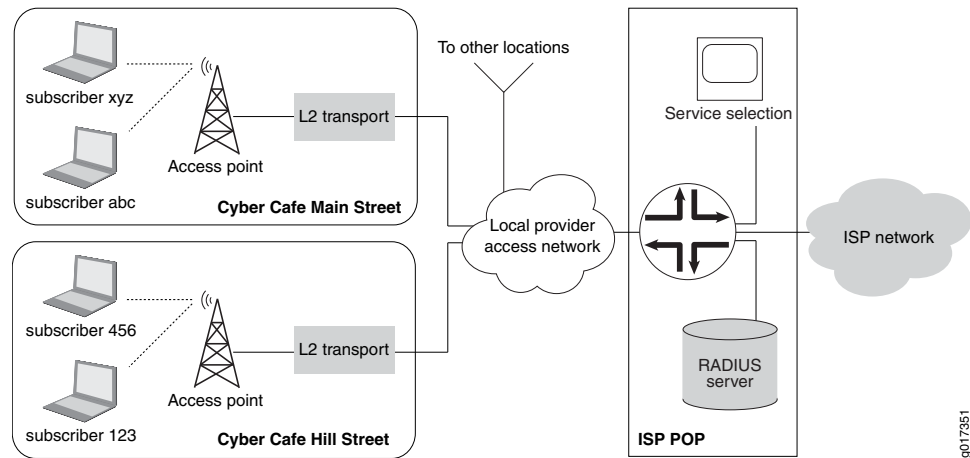 subscriber xyz
subscriber abc
Access point
L2 transport
Cyber Cafe Main Street
subscriber 456
subscriber 123
Access point
L2 transport
Cyber Cafe Hill Street
To other locations
Local provider
access network
Service selection
RADIUS
server
ISP POP
ISP network
g017351